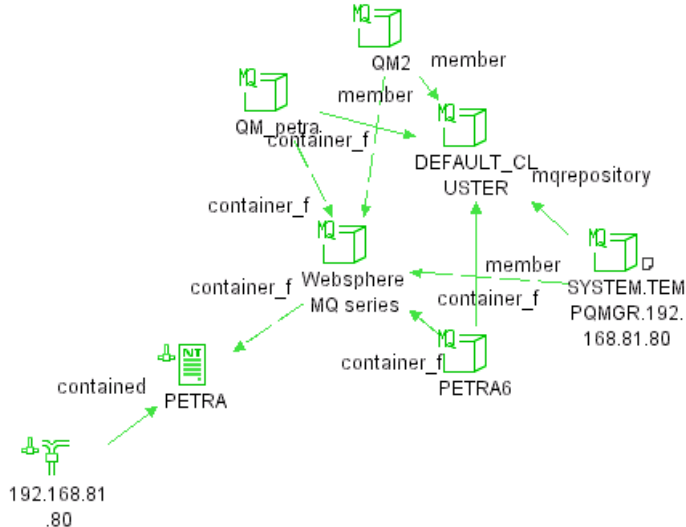 MQ
QM2
member
MQ
member
QM_petra
container_f
MQ
DEFAULT_CL
USTER
mqrepository
container_f
MQ
MQ
Websphere
MQ series
container_f
member
SYSTEM.TEM
PQMGR.192.
168.81.80
container_f
MQ
container_f
PETRA6
NT
PETRA
contained
192.168.81
.80